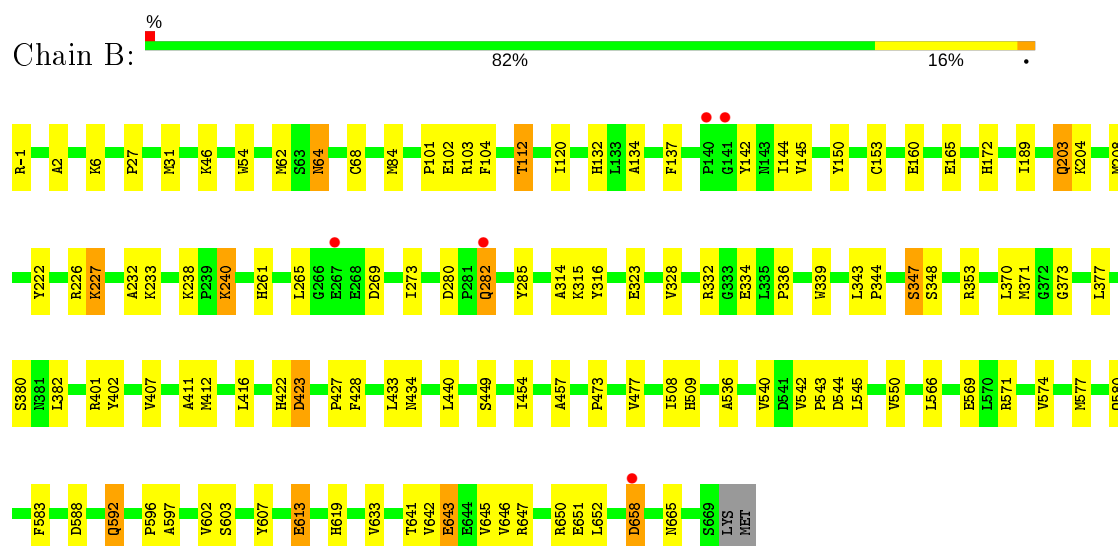 %
Chain B:
82% 16% •
R-1 A2 K6 P27 M31 K46 W54 M62 S63 N64 C68 M84 P101 E102 R103 F104 T112 I120 H132 L133 A134 F137 P140 G141 Y142 N143 I144 V145 Y150 C153 E160 E165 H172 I189 Q203 K204 M208
Y222 R226 K227 A232 K233 K238 P239 K240 H261 L265 G266 E267 E268 D269 I273 D280 P281 Q282 Y285 A314 K315 Y316 E323 V328 R332 G333 E334 L335 P336 W339 L343 P344 S347 S348 R353 L370 M371 G372 G373 L377
S380 N381 L382 R401 Y402 V407 A411 M412 L416 H422 D423 P427 F428 L433 N434 L440 S449 I454 A457 P473 V477 I508 H509 A536 V540 D541 V542 P543 D544 L545 V550 L566 E569 L570 R571 V574 M577 Q580
F583 D588 Q592 P596 A597 V602 S603 Y607 E613 H619 V633 T641 V642 E643 E644 V645 V646 R647 R650 E651 L652 D658 N665 S669 LYS MET